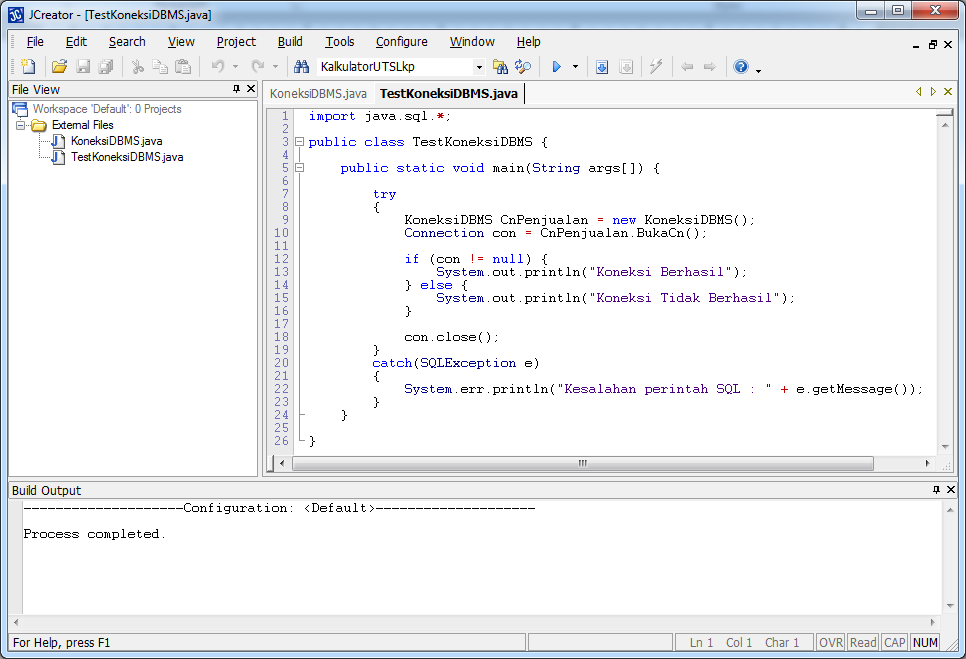 JCreator - [TestKoneksiDBMS.java]
File Edit Search View Project Build Tools Configure Window Help
KalkulatorUTSLkp
File View
Workspace 'Default': 0 Projects
External Files
KoneksiDBMS.java
TestKoneksiDBMS.java
KoneksiDBMS.java TestKoneksiDBMS.java
1 import java.sql.*;
2
3 public class TestKoneksiDBMS {
4
5 public static void main(String args[]) {
6
7 try
8 {
9 KoneksiDBMS CnPenjualan = new KoneksiDBMS();
10 Connection con = CnPenjualan.BukaCn();
11
12 if (con != null) {
13 System.out.println("Koneksi Berhasil");
14 } else {
15 System.out.println("Koneksi Tidak Berhasil");
16 }
17
18 con.close();
19 }
20 catch(SQLException e)
21 {
22 System.err.println("Kesalahan perintah SQL : " + e.getMessage());
23 }
24 }
25
26 }
Build Output
--------------------Configuration: <Default>--------------------
Process completed.
For Help, press F1
Ln 1 Col 1 Char 1 OVR Read CAP NUM